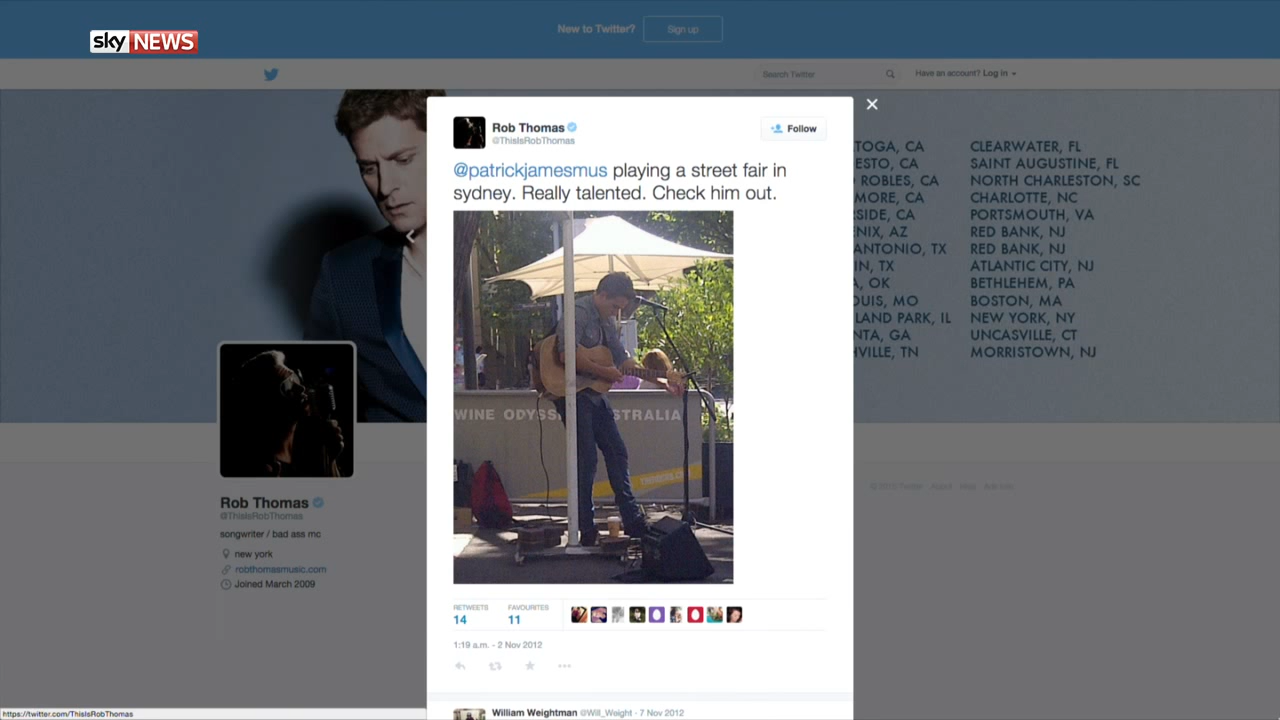 sky NEWS
New to Twitter?
Sign up
Search Twitter
Have an account? Log in
Rob Thomas
@ThisIsRobThomas
Follow
@patrickjamesmus playing a street fair in
sydney. Really talented. Check him out.
TOGA, CA
ESTO, CA
ROBLES, CA
MORE, CA
RSIDE, CA
ENIX, AZ
ANTONIO, TX
IN, TX
A, OK
OUIS, MO
LAND PARK, IL
NTA, GA
HVILLE, TN
CLEARWATER, FL
SAINT AUGUSTINE, FL
NORTH CHARLESTON, SC
CHARLOTTE, NC
PORTSMOUTH, VA
RED BANK, NJ
RED BANK, NJ
ATLANTIC CITY, NJ
BETHLEHEM, PA
BOSTON, MA
NEW YORK, NY
UNCASVILLE, CT
MORRISTOWN, NJ
WINE ODYSS STRALIA
Rob Thomas
@ThisIsRobThomas
songwriter / bad ass mc
new york
robthomasmusic.com
Joined March 2009
© 2015 Twitter About Help Ads info
RETWEETS
14
FAVOURITES
11
1:19 a.m. - 2 Nov 2012
William Weightman @Will_Weight · 7 Nov 2012
https://twitter.com/ThisIsRobThomas